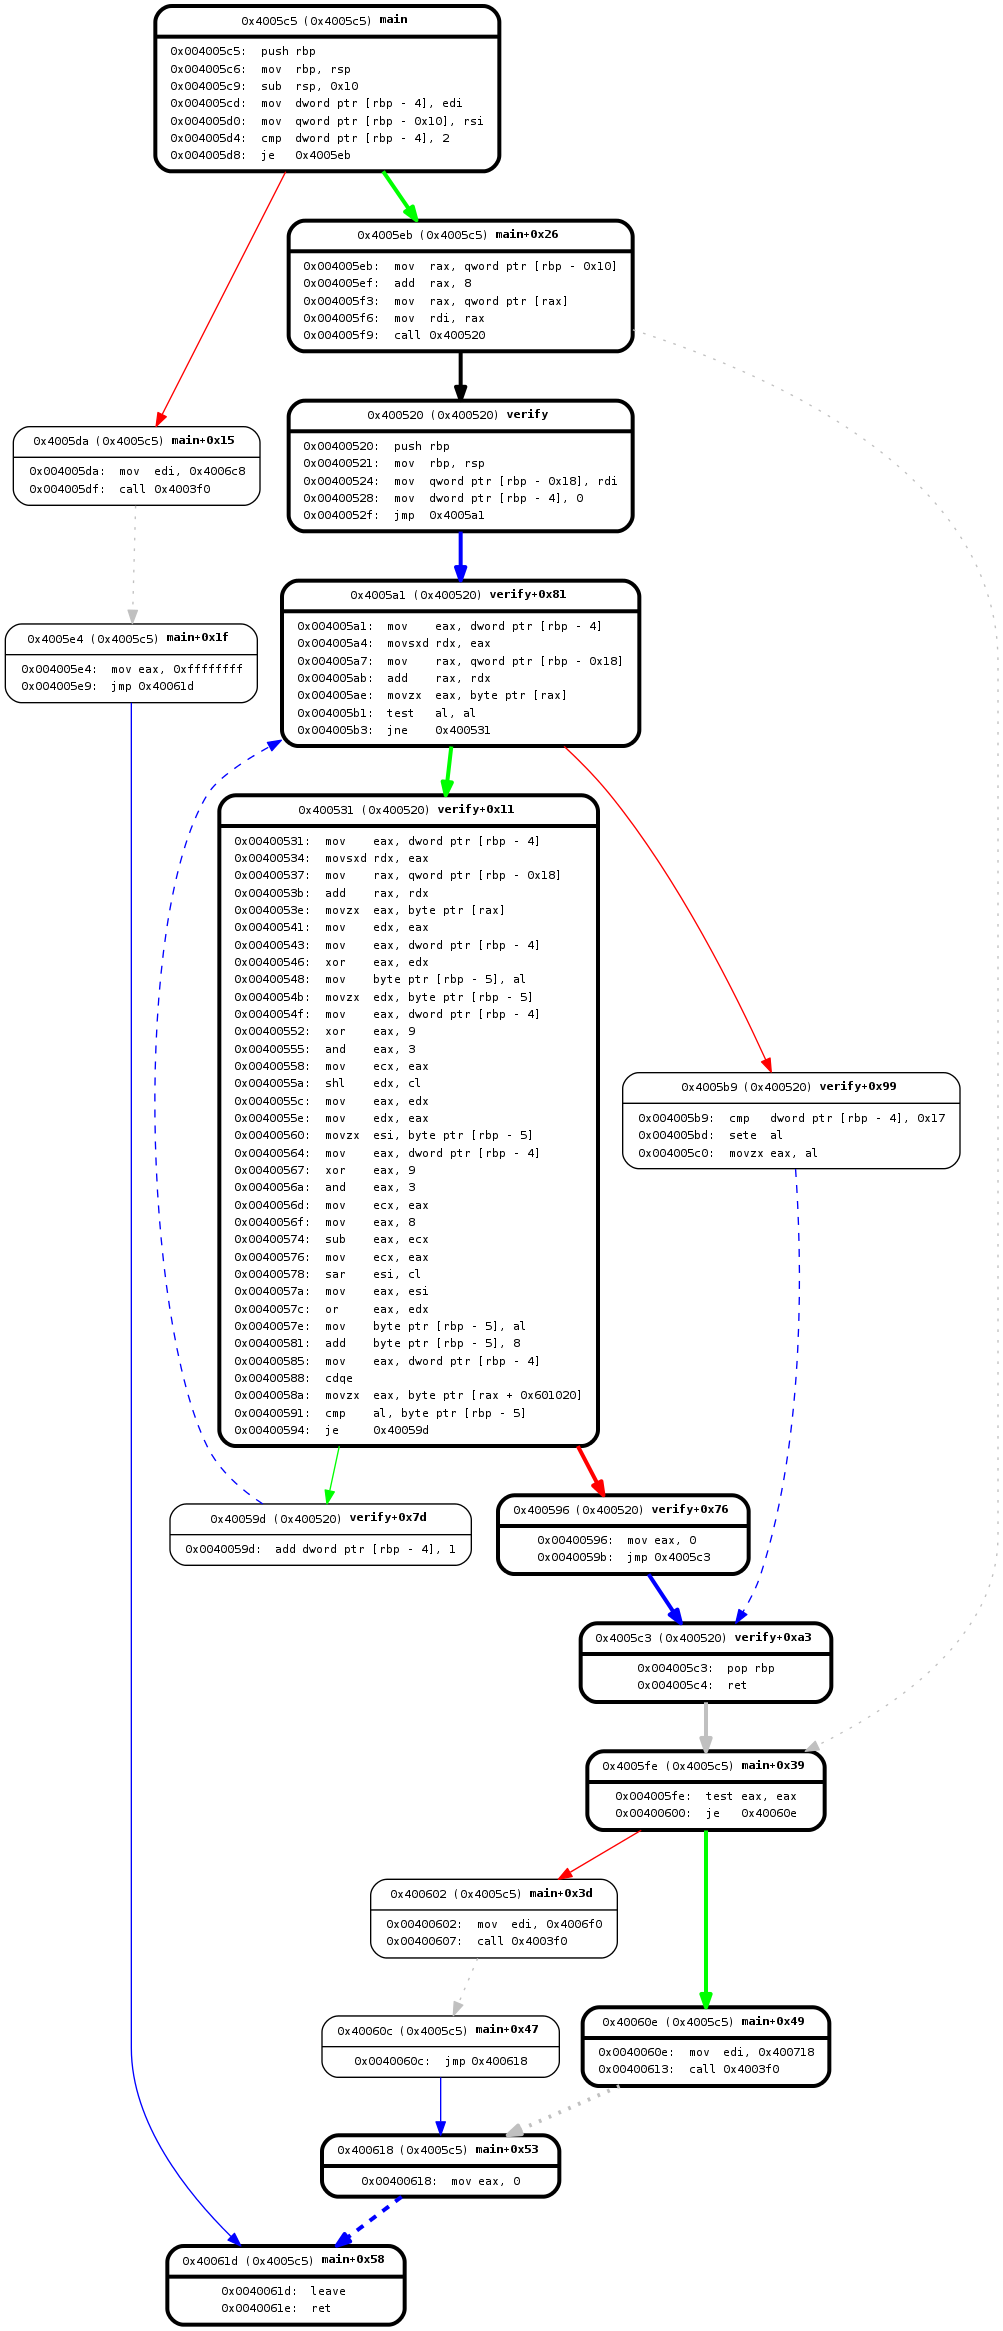 0x4005c5 (0x4005c5) main
0x004005c5: push rbp
0x004005c6: mov rbp, rsp
0x004005c9: sub rsp, 0x10
0x004005cd: mov dword ptr [rbp - 4], edi
0x004005d0: mov qword ptr [rbp - 0x10], rsi
0x004005d4: cmp dword ptr [rbp - 4], 2
0x004005d8: je 0x4005eb
0x4005eb (0x4005c5) main+0x26
0x004005eb: mov rax, qword ptr [rbp - 0x10]
0x004005ef: add rax, 8
0x004005f3: mov rax, qword ptr [rax]
0x004005f6: mov rdi, rax
0x004005f9: call 0x400520
0x400520 (0x400520) verify
0x00400520: push rbp
0x00400521: mov rbp, rsp
0x00400524: mov qword ptr [rbp - 0x18], rdi
0x00400528: mov dword ptr [rbp - 4], 0
0x0040052f: jmp 0x4005a1
0x4005da (0x4005c5) main+0x15
0x004005da: mov edi, 0x4006c8
0x004005df: call 0x4003f0
0x4005e4 (0x4005c5) main+0x1f
0x004005e4: mov eax, 0xffffffff
0x004005e9: jmp 0x40061d
0x4005a1 (0x400520) verify+0x81
0x004005a1: mov eax, dword ptr [rbp - 4]
0x004005a4: movsxd rdx, eax
0x004005a7: mov rax, qword ptr [rbp - 0x18]
0x004005ab: add rax, rdx
0x004005ae: movzx eax, byte ptr [rax]
0x004005b1: test al, al
0x004005b3: jne 0x400531
0x400531 (0x400520) verify+0x11
0x00400531: mov eax, dword ptr [rbp - 4]
0x00400534: movsxd rdx, eax
0x00400537: mov rax, qword ptr [rbp - 0x18]
0x0040053b: add rax, rdx
0x0040053e: movzx eax, byte ptr [rax]
0x00400541: mov edx, eax
0x00400543: mov eax, dword ptr [rbp - 4]
0x00400546: xor eax, edx
0x00400548: mov byte ptr [rbp - 5], al
0x0040054b: movzx edx, byte ptr [rbp - 5]
0x0040054f: mov eax, dword ptr [rbp - 4]
0x00400552: xor eax, 9
0x00400555: and eax, 3
0x00400558: mov ecx, eax
0x0040055a: shl edx, cl
0x0040055c: mov eax, edx
0x0040055e: mov edx, eax
0x00400560: movzx esi, byte ptr [rbp - 5]
0x00400564: mov eax, dword ptr [rbp - 4]
0x00400567: xor eax, 9
0x0040056a: and eax, 3
0x0040056d: mov ecx, eax
0x0040056f: mov eax, 8
0x00400574: sub eax, ecx
0x00400576: mov ecx, eax
0x00400578: sar esi, cl
0x0040057a: mov eax, esi
0x0040057c: or eax, edx
0x0040057e: mov byte ptr [rbp - 5], al
0x00400581: add byte ptr [rbp - 5], 8
0x00400585: mov eax, dword ptr [rbp - 4]
0x00400588: cdqe
0x0040058a: movzx eax, byte ptr [rax + 0x601020]
0x00400591: cmp al, byte ptr [rbp - 5]
0x00400594: je 0x40059d
0x4005b9 (0x400520) verify+0x99
0x004005b9: cmp dword ptr [rbp - 4], 0x17
0x004005bd: sete al
0x004005c0: movzx eax, al
0x40059d (0x400520) verify+0x7d
0x0040059d: add dword ptr [rbp - 4], 1
0x400596 (0x400520) verify+0x76
0x00400596: mov eax, 0
0x0040059b: jmp 0x4005c3
0x4005c3 (0x400520) verify+0xa3
0x004005c3: pop rbp
0x004005c4: ret
0x4005fe (0x4005c5) main+0x39
0x004005fe: test eax, eax
0x00400600: je 0x40060e
0x400602 (0x4005c5) main+0x3d
0x00400602: mov edi, 0x4006f0
0x00400607: call 0x4003f0
0x40060c (0x4005c5) main+0x47
0x0040060c: jmp 0x400618
0x40060e (0x4005c5) main+0x49
0x0040060e: mov edi, 0x400718
0x00400613: call 0x4003f0
0x400618 (0x4005c5) main+0x53
0x00400618: mov eax, 0
0x40061d (0x4005c5) main+0x58
0x0040061d: leave
0x0040061e: ret